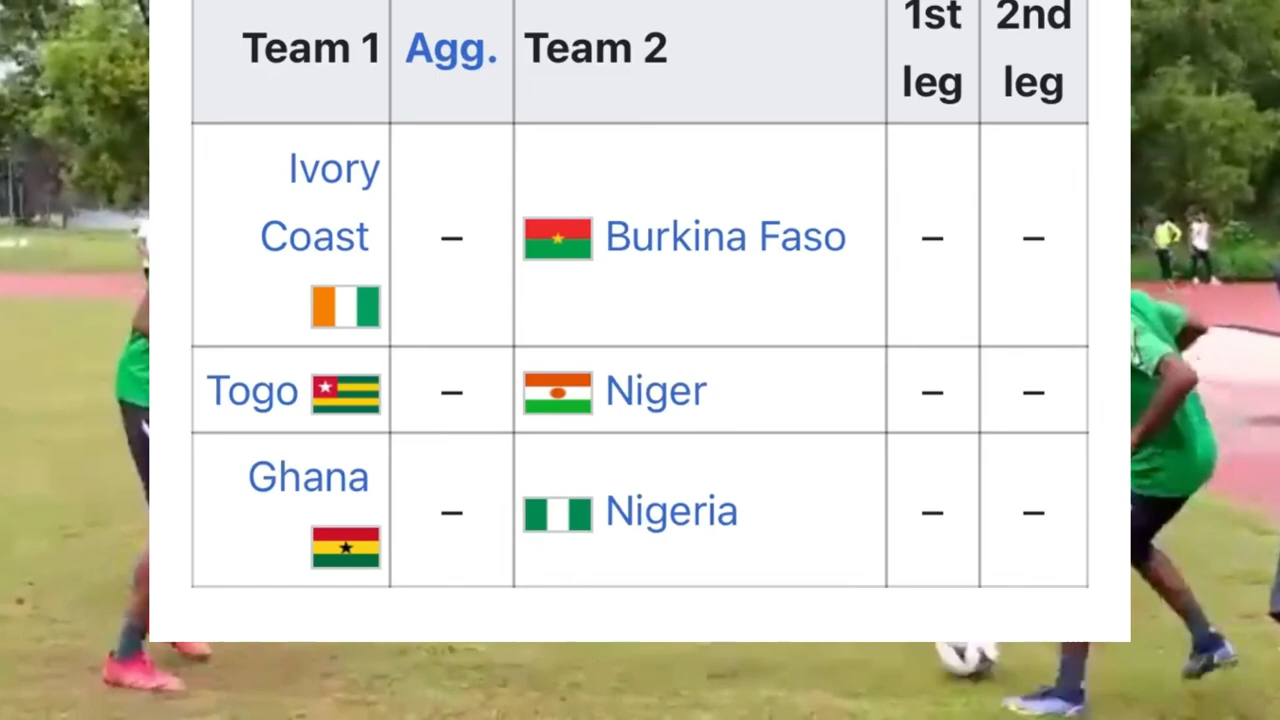 Team 1 Agg. Team 2 1st leg 2nd leg
Ivory Coast – Burkina Faso – –
Togo – Niger – –
Ghana – Nigeria – –